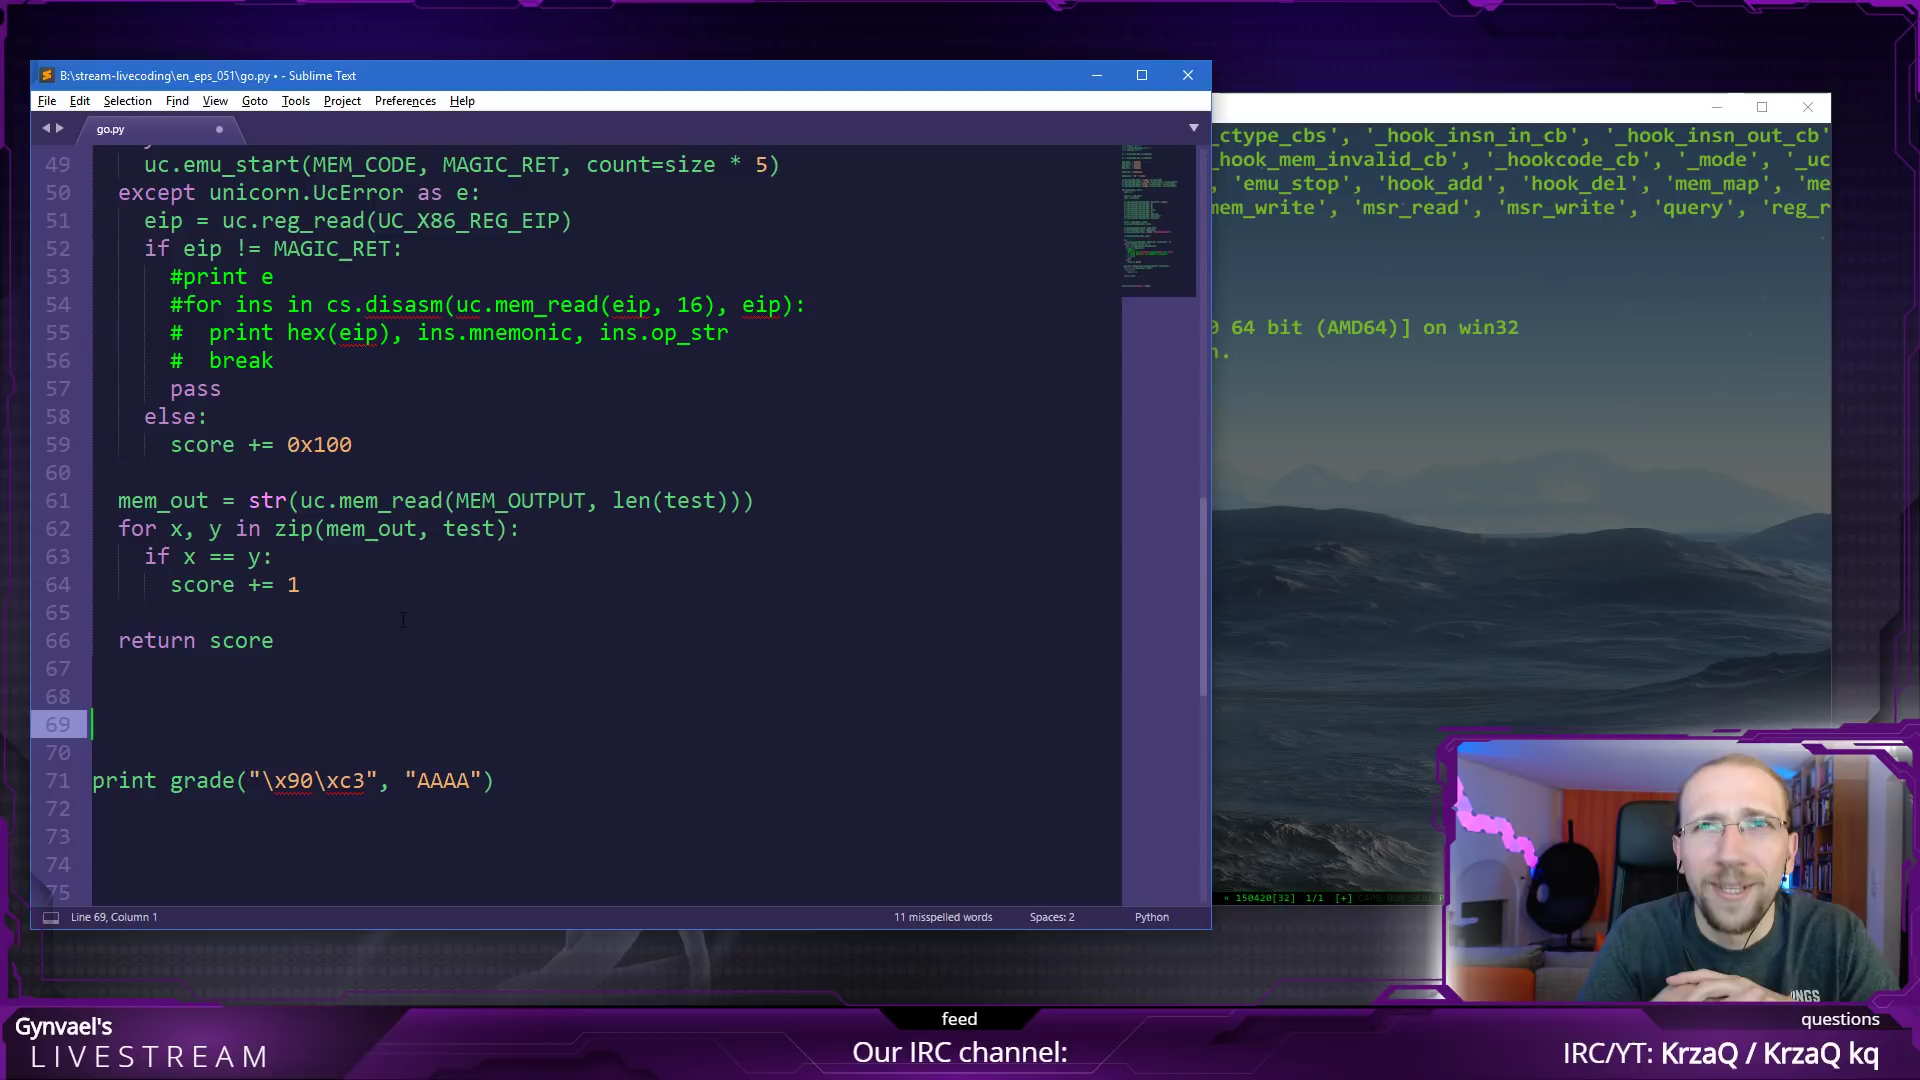 B:\stream-livecoding\en_eps_051\go.py • - Sublime Text
File Edit Selection Find View Goto Tools Project Preferences Help
go.py
49 uc.emu_start(MEM_CODE, MAGIC_RET, count=size * 5)
50 except unicorn.UcError as e:
51 eip = uc.reg_read(UC_X86_REG_EIP)
52 if eip != MAGIC_RET:
53 #print e
54 #for ins in cs.disasm(uc.mem_read(eip, 16), eip):
55 # print hex(eip), ins.mnemonic, ins.op_str
56 # break
57 pass
58 else:
59 score += 0x100
60
61 mem_out = str(uc.mem_read(MEM_OUTPUT, len(test)))
62 for x, y in zip(mem_out, test):
63 if x == y:
64 score += 1
65
66 return score
67
68
69
70
71 print grade("\x90\xc3", "AAAA")
72
73
74
75
Line 69, Column 1
11 misspelled words
Spaces: 2
Python
_ctype_cbs', '_hook_insn_in_cb', '_hook_insn_out_cb'
hook_mem_invalid_cb', '_hookcode_cb', '_mode', '_uc
, 'emu_stop', 'hook_add', 'hook_del', 'mem_map', 'me
mem_write', 'msr_read', 'msr_write', 'query', 'reg_r
64 bit (AMD64)] on win32
« 150420[32] 1/1 [+] CAPS NUM SCRL
Gynvael's
LIVESTREAM
feed
Our IRC channel:
questions
IRC/YT: KrzaQ / KrzaQ kq